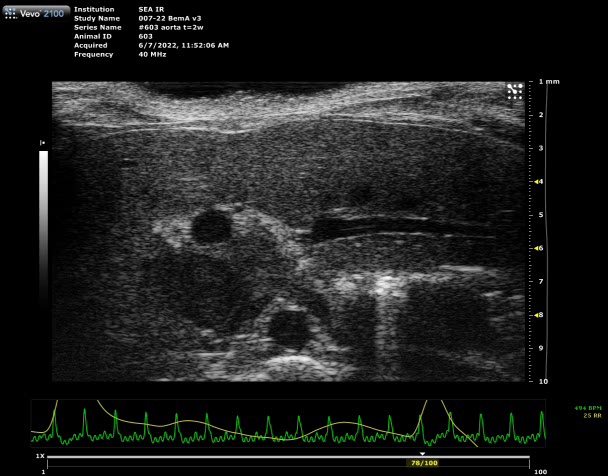 Vevo 2100
Institution SEA IR
Study Name 007-22 BemA v3
Series Name #603 aorta t=2w
Animal ID 603
Acquired 6/7/2022, 11:52:06 AM
Frequency 40 MHz
1 mm
2
3
4
5
6
7
8
9
10
494 BPM
25 RR
1X
78/100
1 100